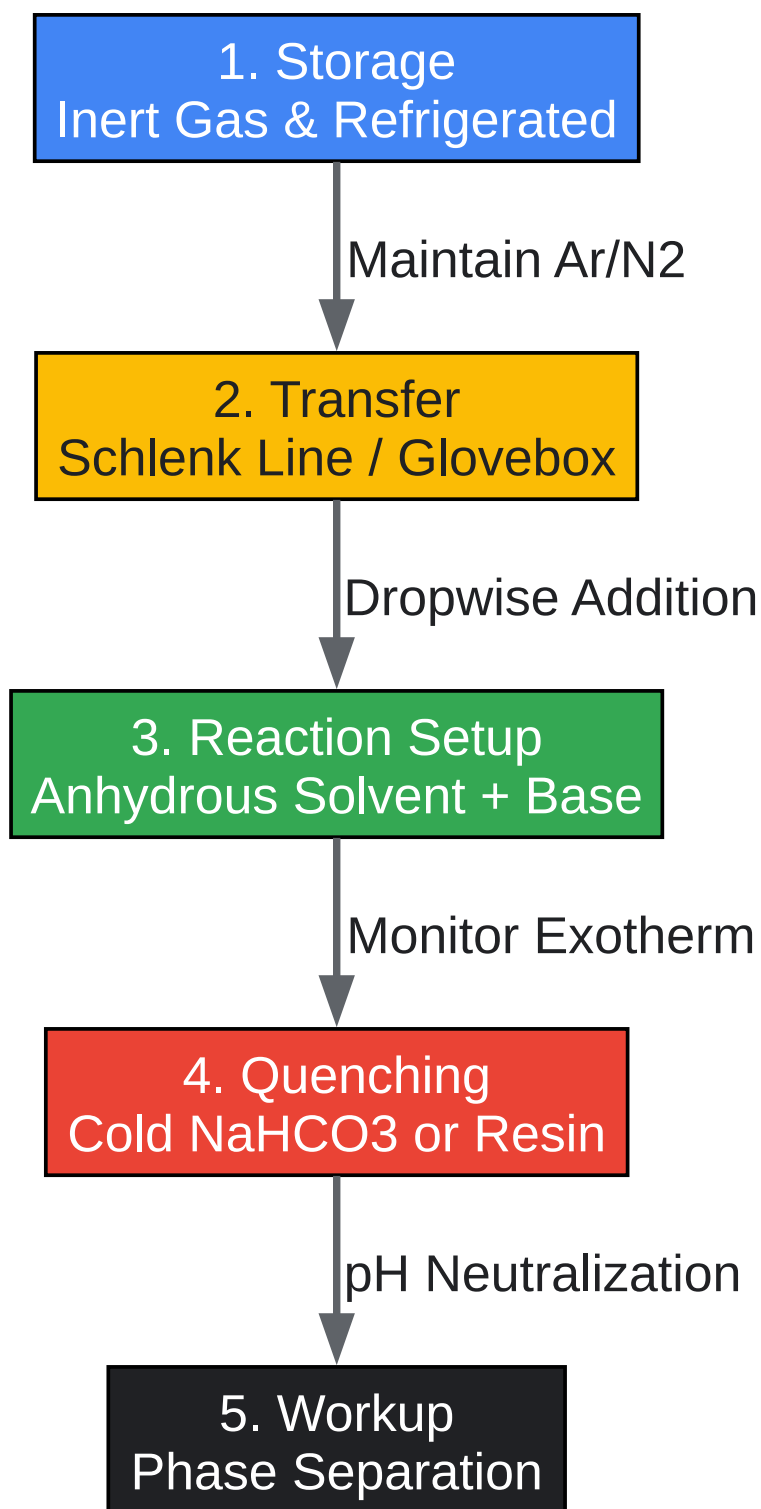 1. Storage
Inert Gas & Refrigerated
Maintain Ar/N2
2. Transfer
Schlenk Line / Glovebox
Dropwise Addition
3. Reaction Setup
Anhydrous Solvent + Base
Monitor Exotherm
4. Quenching
Cold NaHCO3 or Resin
pH Neutralization
5. Workup
Phase Separation